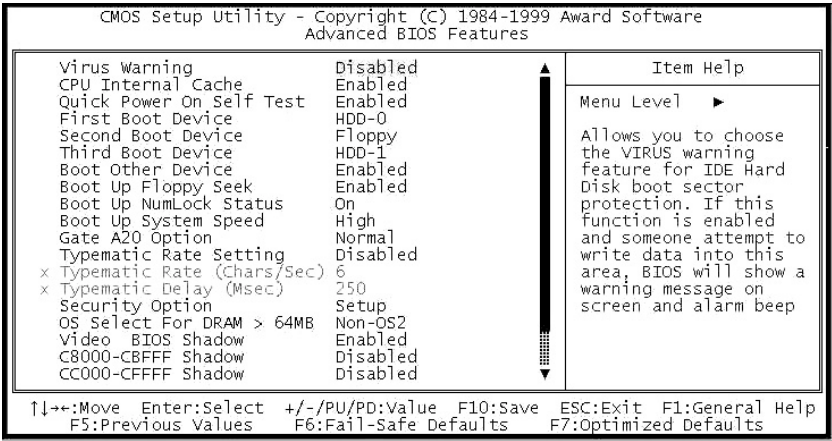 CMOS Setup Utility - Copyright (C) 1984-1999 Award Software
Advanced BIOS Features
Virus Warning Disabled
CPU Internal Cache Enabled
Quick Power On Self Test Enabled
First Boot Device HDD-0
Second Boot Device Floppy
Third Boot Device HDD-1
Boot Other Device Enabled
Boot Up Floppy Seek Enabled
Boot Up NumLock Status On
Boot Up System Speed High
Gate A20 Option Normal
Typematic Rate Setting Disabled
x Typematic Rate (Chars/Sec) 6
x Typematic Delay (Msec) 250
Security Option Setup
OS Select For DRAM > 64MB Non-OS2
Video BIOS Shadow Enabled
C8000-CBFFF Shadow Disabled
CC000-CFFFF Shadow Disabled
Item Help
Menu Level ►
Allows you to choose
the VIRUS warning
feature for IDE Hard
Disk boot sector
protection. If this
function is enabled
and someone attempt to
write data into this
area, BIOS will show a
warning message on
screen and alarm beep
↑↓→←:Move Enter:Select +/-/PU/PD:Value F10:Save ESC:Exit F1:General Help
F5:Previous Values F6:Fail-Safe Defaults F7:Optimized Defaults